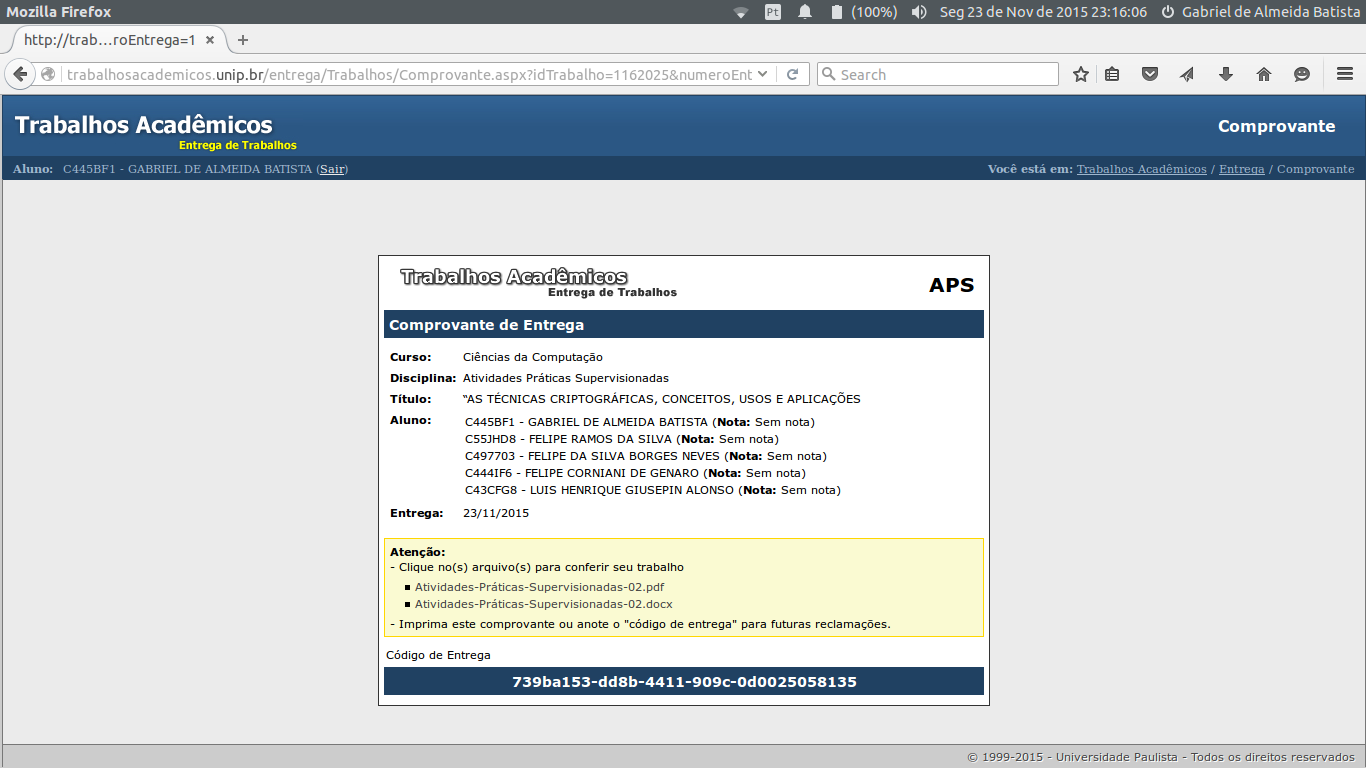 Mozilla Firefox
Pt (100%) Seg 23 de Nov de 2015 23:16:06 Gabriel de Almeida Batista
http://trab...roEntrega=1
trabalhosacademicos.unip.br/entrega/Trabalhos/Comprovante.aspx?idTrabalho=1162025&numeroEnt
Search
Trabalhos Acadêmicos
Entrega de Trabalhos
Comprovante
Aluno: C445BF1 - GABRIEL DE ALMEIDA BATISTA (Sair)
Você está em: Trabalhos Acadêmicos / Entrega / Comprovante
Trabalhos Acadêmicos
Entrega de Trabalhos
APS
Comprovante de Entrega
Curso: Ciências da Computação
Disciplina: Atividades Práticas Supervisionadas
Título: “AS TÉCNICAS CRIPTOGRÁFICAS, CONCEITOS, USOS E APLICAÇÕES
Aluno: C445BF1 - GABRIEL DE ALMEIDA BATISTA (Nota: Sem nota)
C55JHD8 - FELIPE RAMOS DA SILVA (Nota: Sem nota)
C497703 - FELIPE DA SILVA BORGES NEVES (Nota: Sem nota)
C444IF6 - FELIPE CORNIANI DE GENARO (Nota: Sem nota)
C43CFG8 - LUIS HENRIQUE GIUSEPIN ALONSO (Nota: Sem nota)
Entrega: 23/11/2015
Atenção:
- Clique no(s) arquivo(s) para conferir seu trabalho
Atividades-Práticas-Supervisionadas-02.pdf
Atividades-Práticas-Supervisionadas-02.docx
- Imprima este comprovante ou anote o "código de entrega" para futuras reclamações.
Código de Entrega
739ba153-dd8b-4411-909c-0d0025058135
© 1999-2015 - Universidade Paulista - Todos os direitos reservados